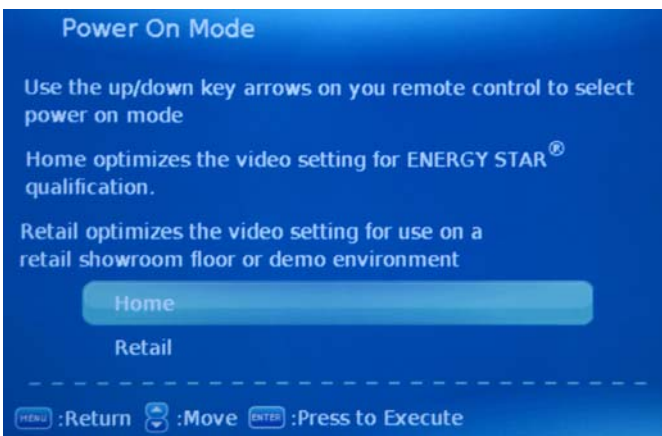 Power On Mode
Use the up/down key arrows on you remote control to select
power on mode
Home optimizes the video setting for ENERGY STAR®
qualification.
Retail optimizes the video setting for use on a
retail showroom floor or demo environment
Home
Retail
MENU :Return :Move ENTER :Press to Execute